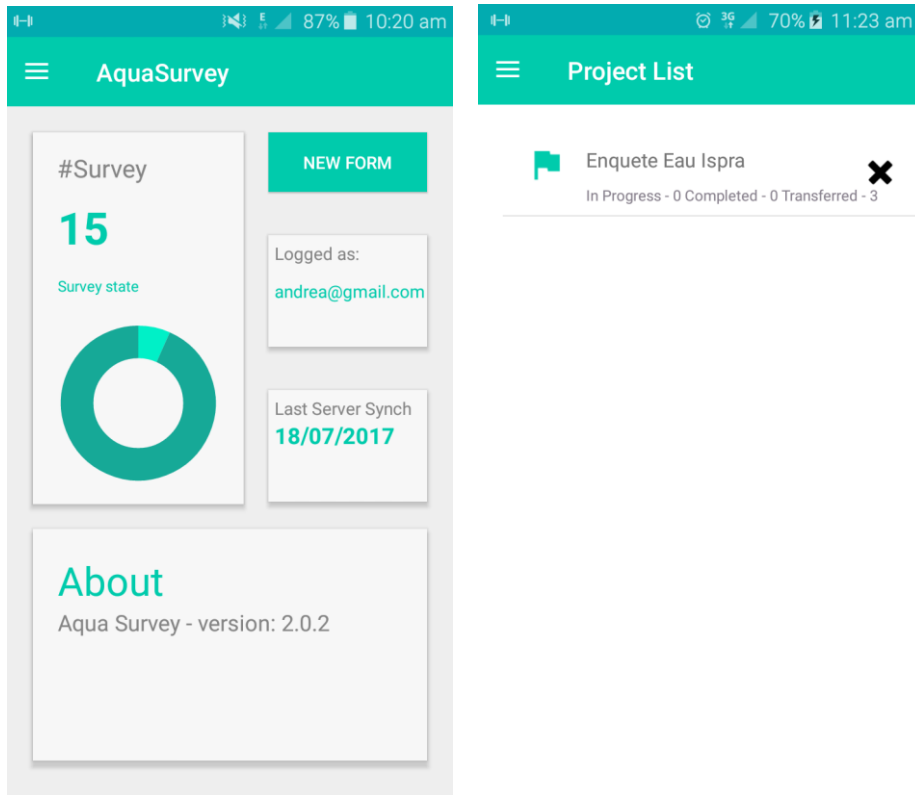 E 87% 10:20 am
AquaSurvey
#Survey
15
Survey state
NEW FORM
Logged as:
andrea@gmail.com
Last Server Synch
18/07/2017
About
Aqua Survey - version: 2.0.2
3G 70% 11:23 am
Project List
Enquete Eau Ispra
In Progress - 0 Completed - 0 Transferred - 3